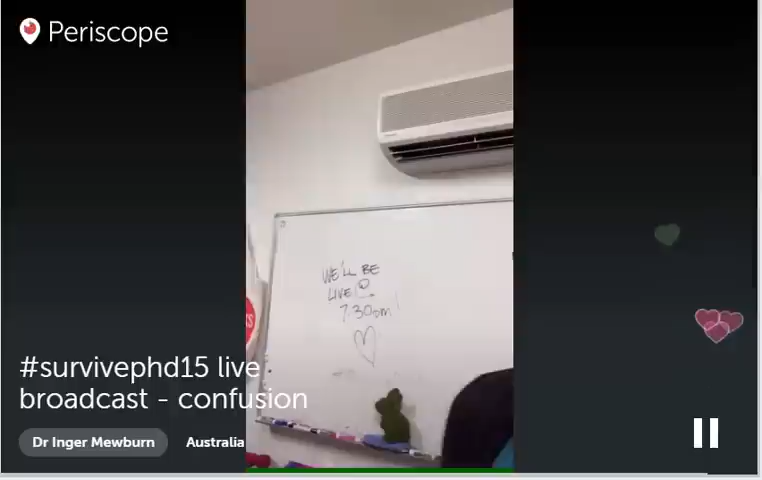 Periscope
WE'LL BE
LIVE @
7.30pm!
#survivephd15 live
broadcast - confusion
Dr Inger Mewburn
Australia